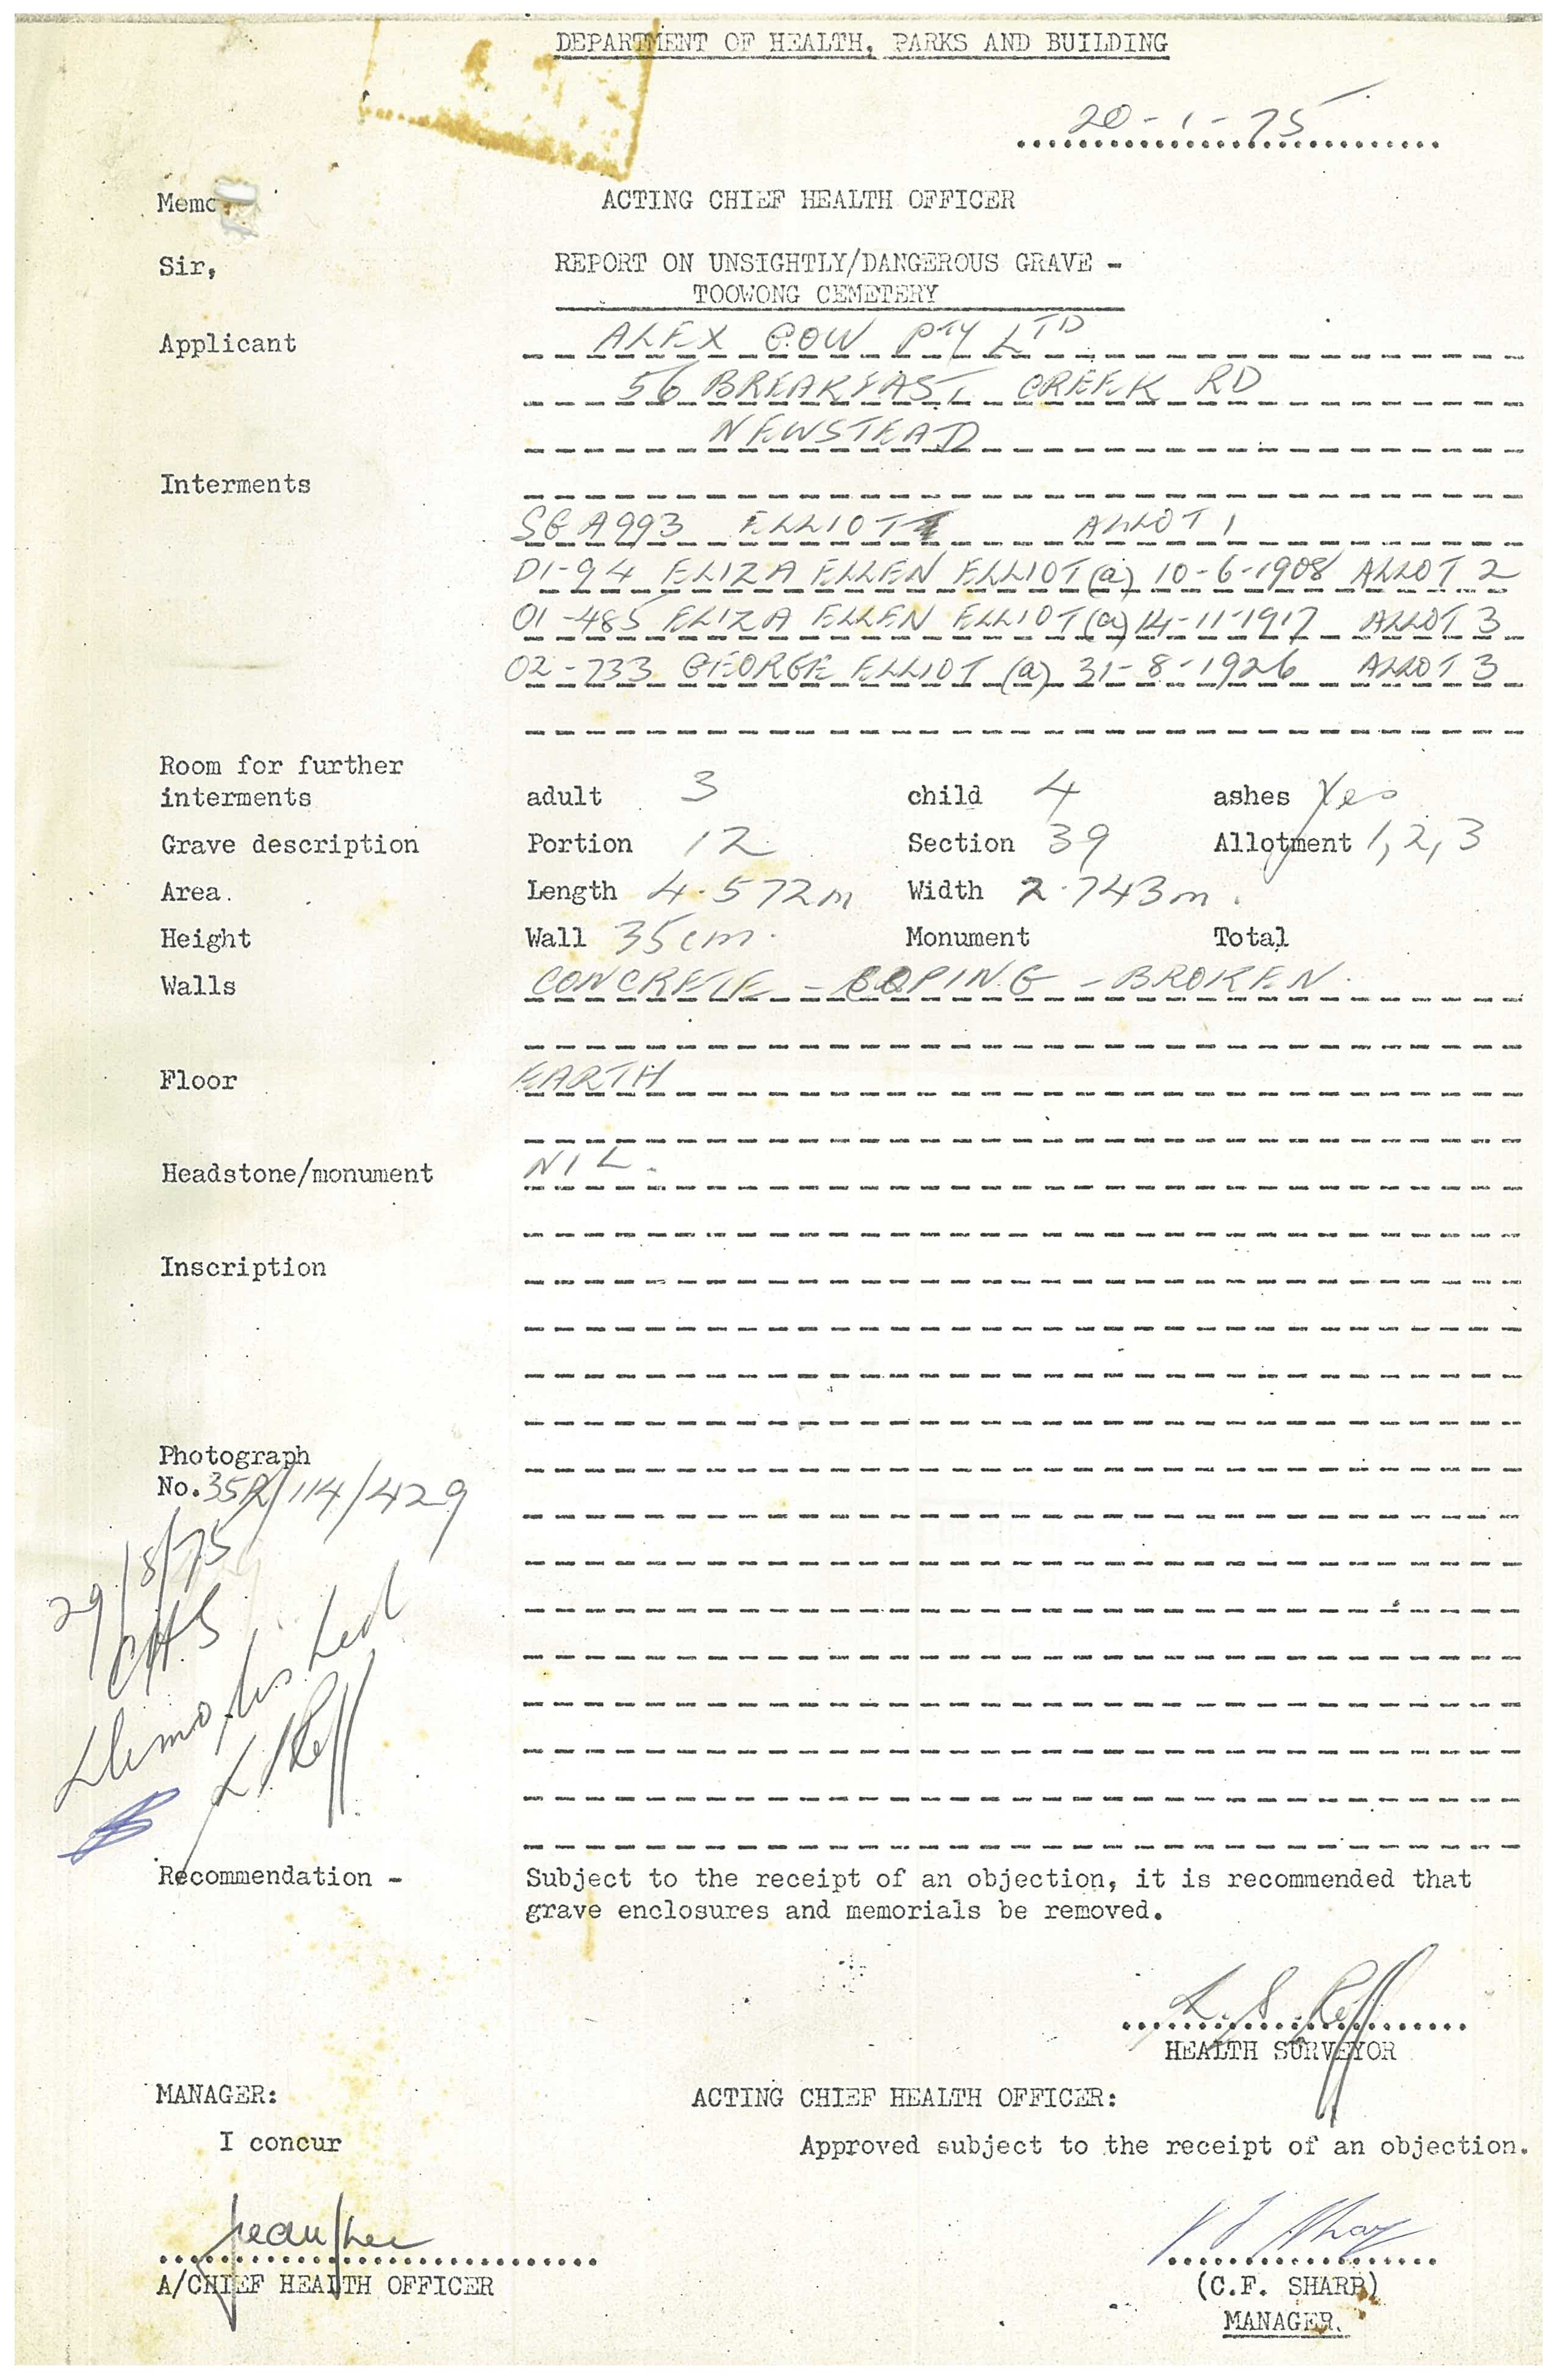 DEPARTMENT OF HEALTH, PARKS AND BUILDING
20-1-75
Memo ACTING CHIEF HEALTH OFFICER
Sir, REPORT ON UNSIGHTLY/DANGEROUS GRAVE -
TOOWONG CEMETERY
Applicant ALEX GOW PTY LTD
56 BREAKFAST CREEK RD
NEWSTEAD
Interments
SG A993 ELLIOTT ALLOT 1
D1-94 ELIZA ELLEN ELLIOT (a) 10-6-1908 ALLOT 2
01-485 ELIZA ELLEN ELLIOT (a) 14-11-1917 ALLOT 3
02-733 GEORGE ELLIOT (a) 31-8-1926 ALLOT 3
Room for further
interments adult 3 child 4 ashes Yes
Grave description Portion 12 Section 39 Allotment 1, 2, 3
Area. Length 4.572m Width 2.743m.
Height Wall 35cm. Monument Total
Walls CONCRETE - COPING - BROKEN.
Floor EARTH
Headstone/monument NIL.
Inscription
Photograph
No. 35R/114/429
29/8/75
CHS
Demolished
Recommendation - Subject to the receipt of an objection, it is recommended that
grave enclosures and memorials be removed.
HEALTH SURVEYOR
MANAGER: ACTING CHIEF HEALTH OFFICER:
I concur Approved subject to the receipt of an objection.
A/CHIEF HEALTH OFFICER (C.F. SHARP)
MANAGER.